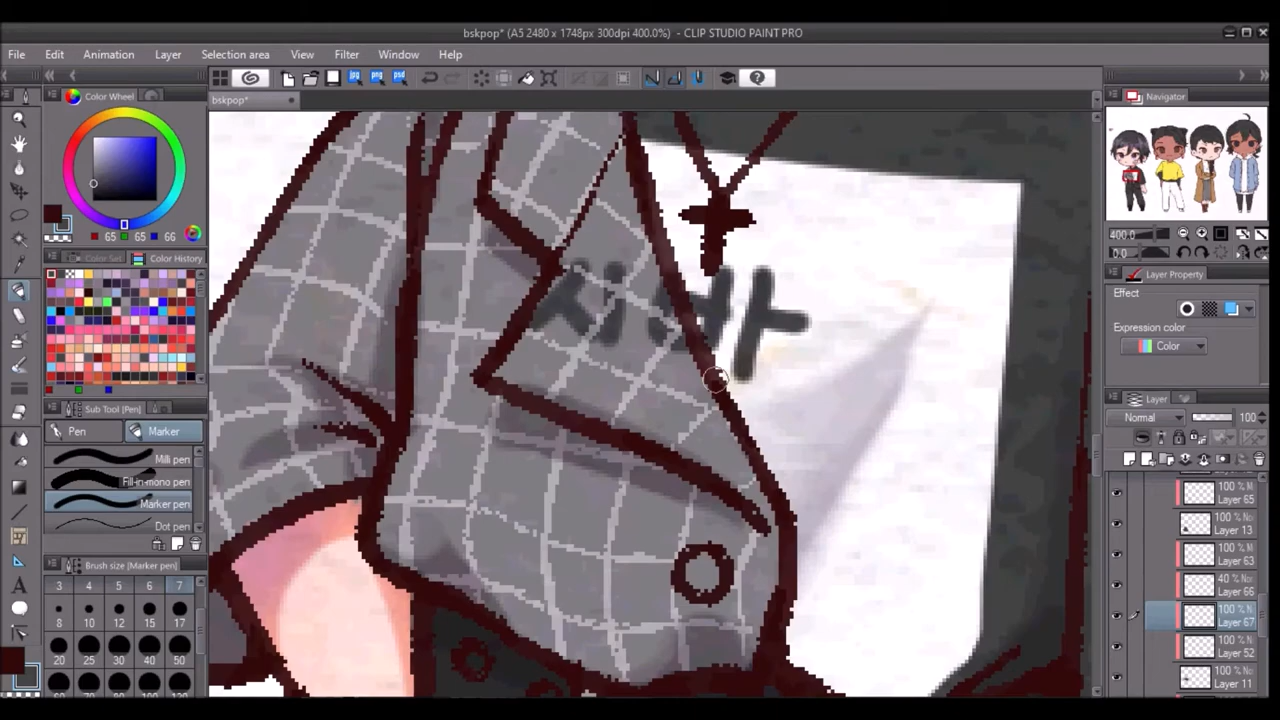 bskpop* (A5 2480 x 1748px 300dpi 400.0%) - CLIP STUDIO PAINT PRO
File Edit Animation Layer Selection area View Filter Window Help
bskpop*
Color Wheel
65 65 66
Color Set Color History
Sub Tool [Pen]
Pen Marker
Milli pen
Fill-in-mono pen
Marker pen
Dot pen
Brush size [Marker pen]
3 4 5 6 7
8 10 12 15 17
20 25 30 40 50
Navigator
400.0
0.0
Layer Property
Effect
Expression color
Color
Layer
Normal 100
100 % M
Layer 65
100 % No
Layer 13
100 % M
Layer 63
40 % No
Layer 66
100 % N
Layer 67
100 % M
Layer 52
100 % No
Layer 11